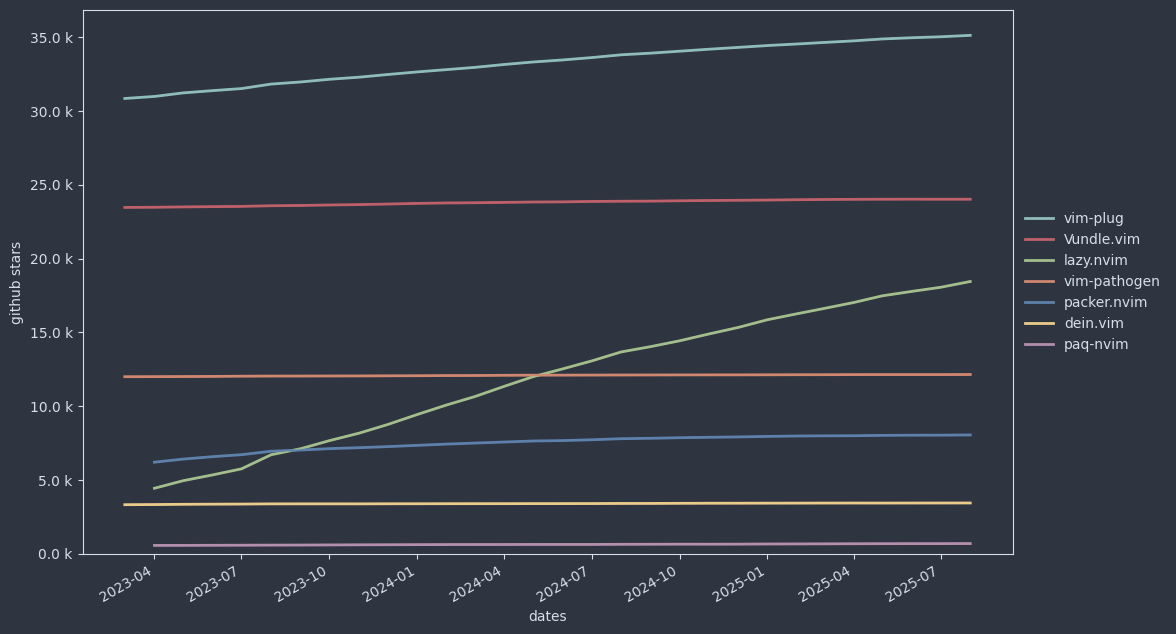 35.0 k
30.0 k
25.0 k
20.0 k
15.0 k
10.0 k
5.0 k
0.0 k
github stars
2023-04
2023-07
2023-10
2024-01
2024-04
2024-07
2024-10
2025-01
2025-04
2025-07
dates
vim-plug
Vundle.vim
lazy.nvim
vim-pathogen
packer.nvim
dein.vim
paq-nvim